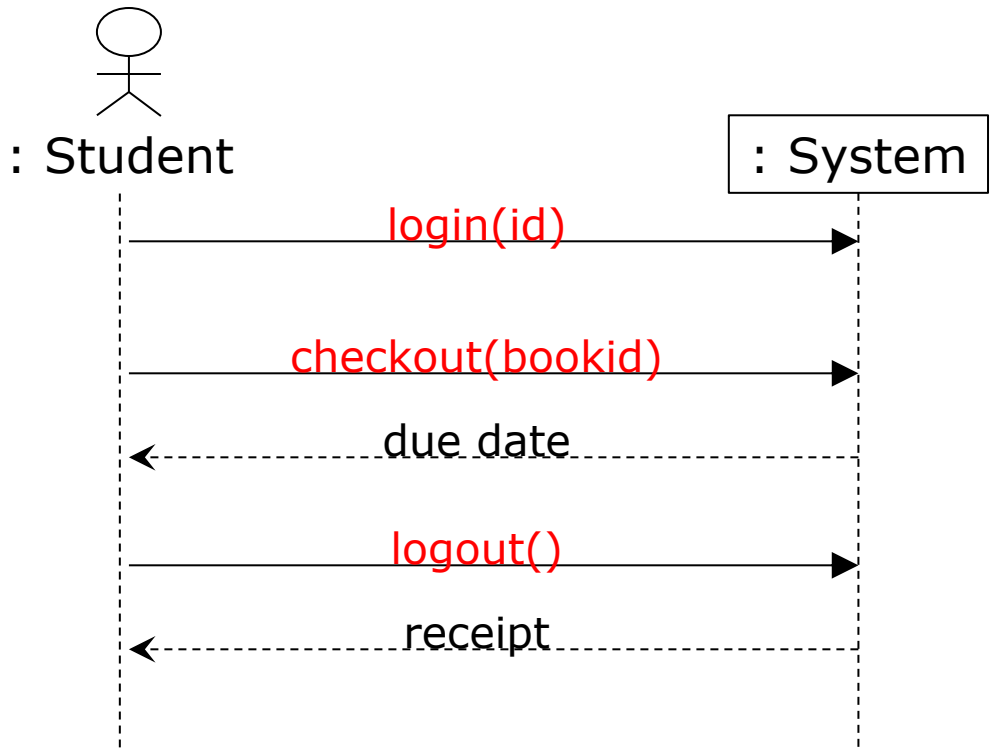 : Student
: System
login(id)
checkout(bookid)
due date
logout()
receipt